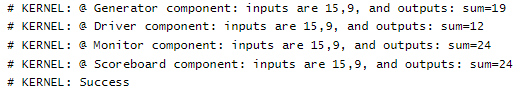 # KERNEL: @ Generator component: inputs are 15,9, and outputs: sum=19
# KERNEL: @ Driver component: inputs are 15,9, and outputs: sum=12
# KERNEL: @ Monitor component: inputs are 15,9, and outputs: sum=24
# KERNEL: @ Scoreboard component: inputs are 15,9, and outputs: sum=24
# KERNEL: Success